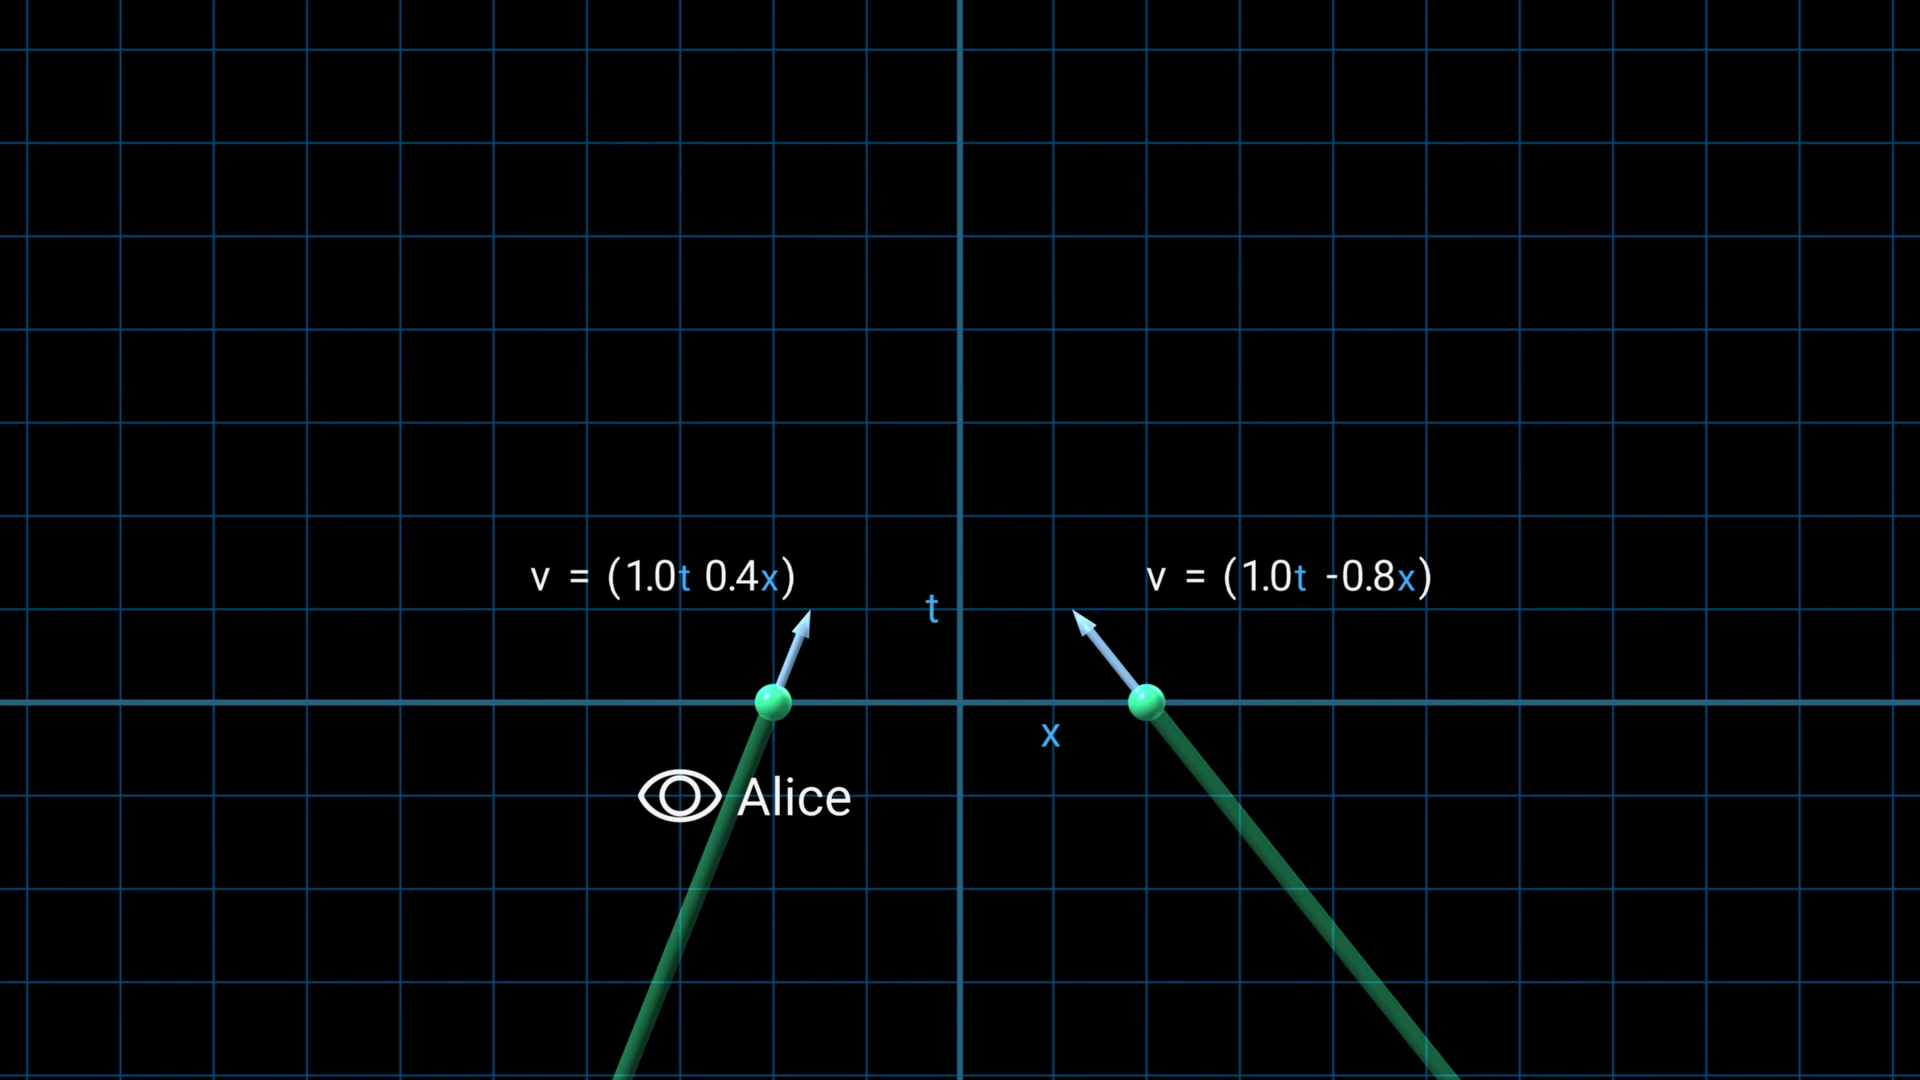 v = (1.0t 0.4x)
v = (1.0t -0.8x)
t
x
Alice